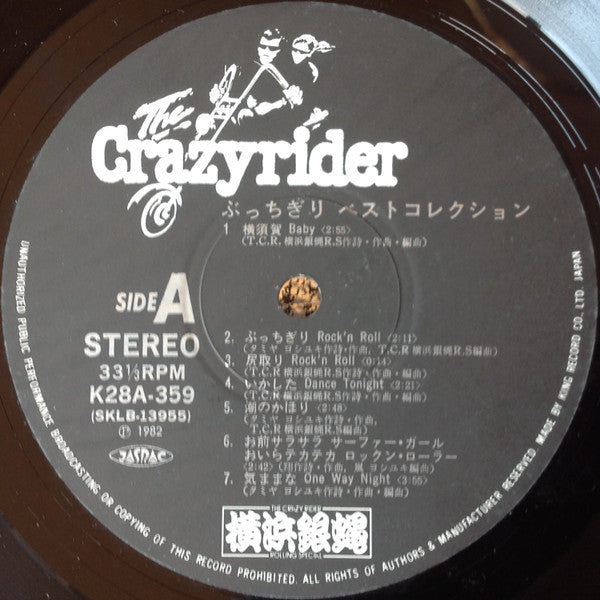 The
Crazyrider
ぶっちぎり ベストコレクション
1 横須賀 Baby <2:55>
(T.C.R.横浜銀蝿R.S作詩・作曲・編曲)
SIDE A
STEREO
33⅓RPM
K28A-359
(SKLB-13955)
Ⓟ 1982
JASRAC
2. ぶっちぎり Rock'n Roll <2:11>
(タミヤ ヨシユキ作詩・作曲, T.C.R 横浜銀蝿R.S編曲)
3. 尻取り Rock'n Roll <0:14>
(T.C.R.横浜銀蝿R.S作詩・作曲・編曲)
4. いかした Dance Tonight <2:21>
(T.C.R.横浜銀蝿R.S作詩・作曲・編曲)
5. 潮のかほり <2:48>
(タミヤ ヨシユキ作詩・作曲,
T.C.R 横浜銀蝿R.S編曲)
6. お前サラサラ サーファー・ガール
おいらテカテカ ロックン・ローラー
<2:42> (翔作詩・作曲, 嵐 ヨシユキ編曲)
7. 気ままな One Way Night <3:55>
(タミヤ ヨシユキ作詩・作曲・編曲)
THE CRAZY RIDER
横浜銀蝿
ROLLING SPECIAL
UNAUTHORIZED PUBLIC PERFORMANCE BROADCASTING OR COPYING OF THIS RECORD PROHIBITED. ALL RIGHTS OF AUTHORS & MANUFACTURER RESERVED. MADE BY KING RECORD CO., LTD. JAPAN